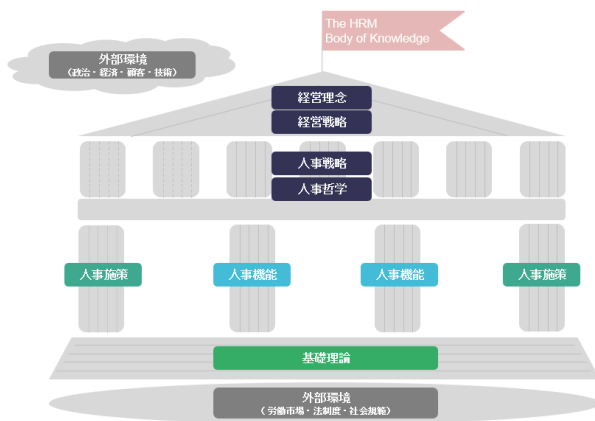 The HRM
Body of Knowledge
外部環境
（政治・経済・顧客・技術）
経営理念
経営戦略
人事戦略
人事哲学
人事施策
人事機能
人事機能
人事施策
基礎理論
外部環境
（労働市場・法制度・社会規範）